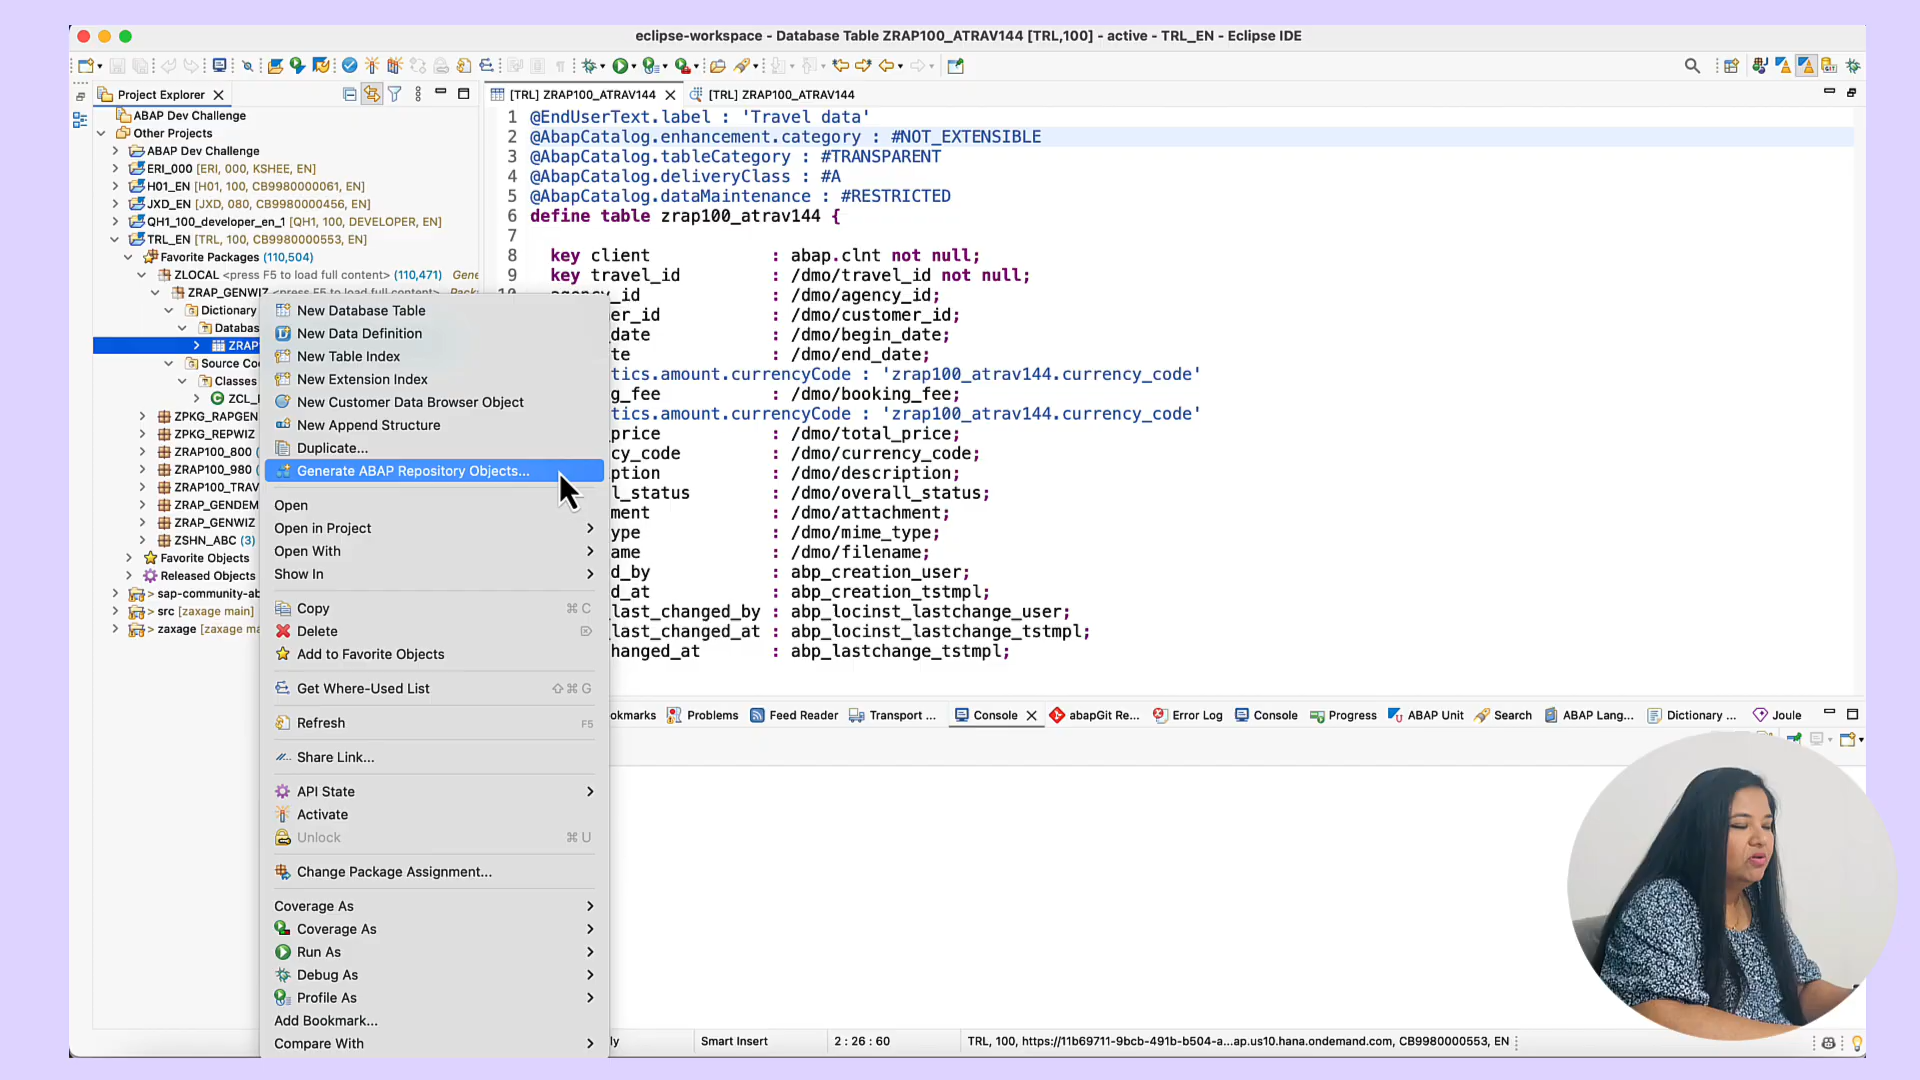 eclipse-workspace - Database Table ZRAP100_ATRAV144 [TRL,100] - active - TRL_EN - Eclipse IDE
Project Explorer
[TRL] ZRAP100_ATRAV144
[TRL] ZRAP100_ATRAV144
ABAP Dev Challenge
Other Projects
ABAP Dev Challenge
ERI_000 [ERI, 000, KSHEE, EN]
H01_EN [H01, 100, CB9980000061, EN]
JXD_EN [JXD, 080, CB9980000456, EN]
QH1_100_developer_en_1 [QH1, 100, DEVELOPER, EN]
TRL_EN [TRL, 100, CB9980000553, EN]
Favorite Packages (110,504)
ZLOCAL <press F5 to load full content> (110,471) Gene
ZRAP_GENWIZ <press F5 to load full content> Pack
Dictionary
Databas
ZRAP
Source Co
Classes
ZCL_
ZPKG_RAPGEN
ZPKG_REPWIZ
ZRAP100_800
ZRAP100_980
ZRAP100_TRAV
ZRAP_GENDEM
ZRAP_GENWIZ
ZSHN_ABC (3)
Favorite Objects
Released Objects
> sap-community-ab
> src [zaxage main]
> zaxage [zaxage ma
New Database Table
New Data Definition
New Table Index
New Extension Index
New Customer Data Browser Object
New Append Structure
Duplicate...
Generate ABAP Repository Objects...
Open
Open in Project
Open With
Show In
Copy ⌘ C
Delete ⌦
Add to Favorite Objects
Get Where-Used List ⇧ ⌘ G
Refresh F5
Share Link...
API State
Activate
Unlock ⌘ U
Change Package Assignment...
Coverage As
Coverage As
Run As
Debug As
Profile As
Add Bookmark...
Compare With
1 @EndUserText.label : 'Travel data'
2 @AbapCatalog.enhancement.category : #NOT_EXTENSIBLE
3 @AbapCatalog.tableCategory : #TRANSPARENT
4 @AbapCatalog.deliveryClass : #A
5 @AbapCatalog.dataMaintenance : #RESTRICTED
6 define table zrap100_atrav144 {
7
8 key client : abap.clnt not null;
9 key travel_id : /dmo/travel_id not null;
10 agency_id : /dmo/agency_id;
er_id : /dmo/customer_id;
date : /dmo/begin_date;
te : /dmo/end_date;
tics.amount.currencyCode : 'zrap100_atrav144.currency_code'
g_fee : /dmo/booking_fee;
tics.amount.currencyCode : 'zrap100_atrav144.currency_code'
price : /dmo/total_price;
cy_code : /dmo/currency_code;
ption : /dmo/description;
l_status : /dmo/overall_status;
ment : /dmo/attachment;
ype : /dmo/mime_type;
ame : /dmo/filename;
d_by : abp_creation_user;
d_at : abp_creation_tstmpl;
last_changed_by : abp_locinst_lastchange_user;
last_changed_at : abp_locinst_lastchange_tstmpl;
hanged_at : abp_lastchange_tstmpl;
okmarks Problems Feed Reader Transport ... Console abapGit Re... Error Log Console Progress ABAP Unit Search ABAP Lang... Dictionary ... Joule
ly Smart Insert 2 : 26 : 60 TRL, 100, https://11b69711-9bcb-491b-b504-a...ap.us10.hana.ondemand.com, CB9980000553, EN